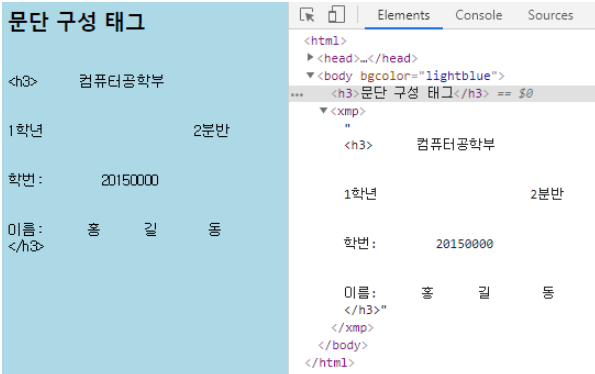 문단 구성 태그
<h3> 컴퓨터공학부
1학년 2분반
학번: 20150000
이름: 홍 길 동
</h3>
Elements Console Sources
<html>
▶<head>…</head>
▼<body bgcolor="lightblue">
... <h3>문단 구성 태그</h3> == $0
▼<xmp>
"
<h3> 컴퓨터공학부
1학년 2분반
학번: 20150000
이름: 홍 길 동
</h3>"
</xmp>
</body>
</html>